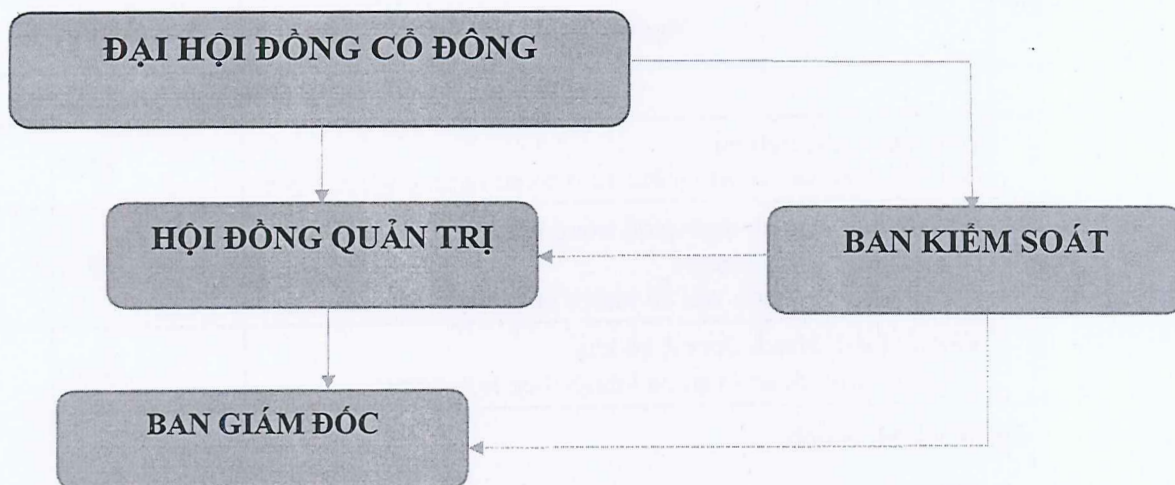 ĐẠI HỘI ĐỒNG CỔ ĐÔNG
HỘI ĐỒNG QUẢN TRỊ
BAN KIỂM SOÁT
BAN GIÁM ĐỐC